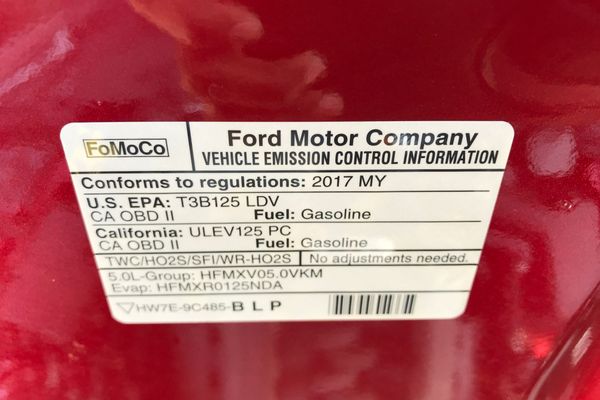 FoMoCo
Ford Motor Company
VEHICLE EMISSION CONTROL INFORMATION
Conforms to regulations: 2017 MY
U.S. EPA: T3B125 LDV
CA OBD II Fuel: Gasoline
California: ULEV125 PC
CA OBD II Fuel: Gasoline
TWC/HO2S/SFI/WR-HO2S No adjustments needed.
5.0L-Group: HFMXV05.0VKM
Evap: HFMXR0125NDA
HW7E-9C485-BLP